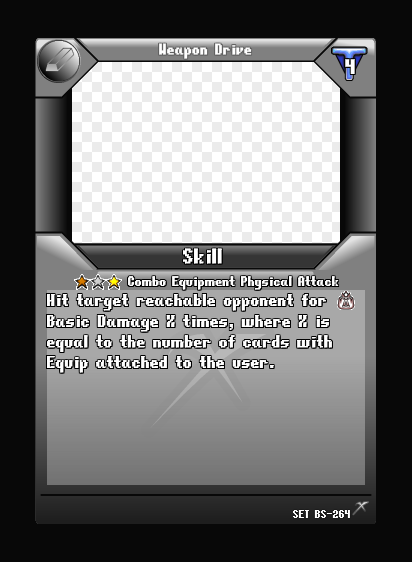 Weapon Drive
4
Skill
Combo Equipment Physical Attack
Hit target reachable opponent for
Basic Damage X times, where X is
equal to the number of cards with
Equip attached to the user.
SET BS-264